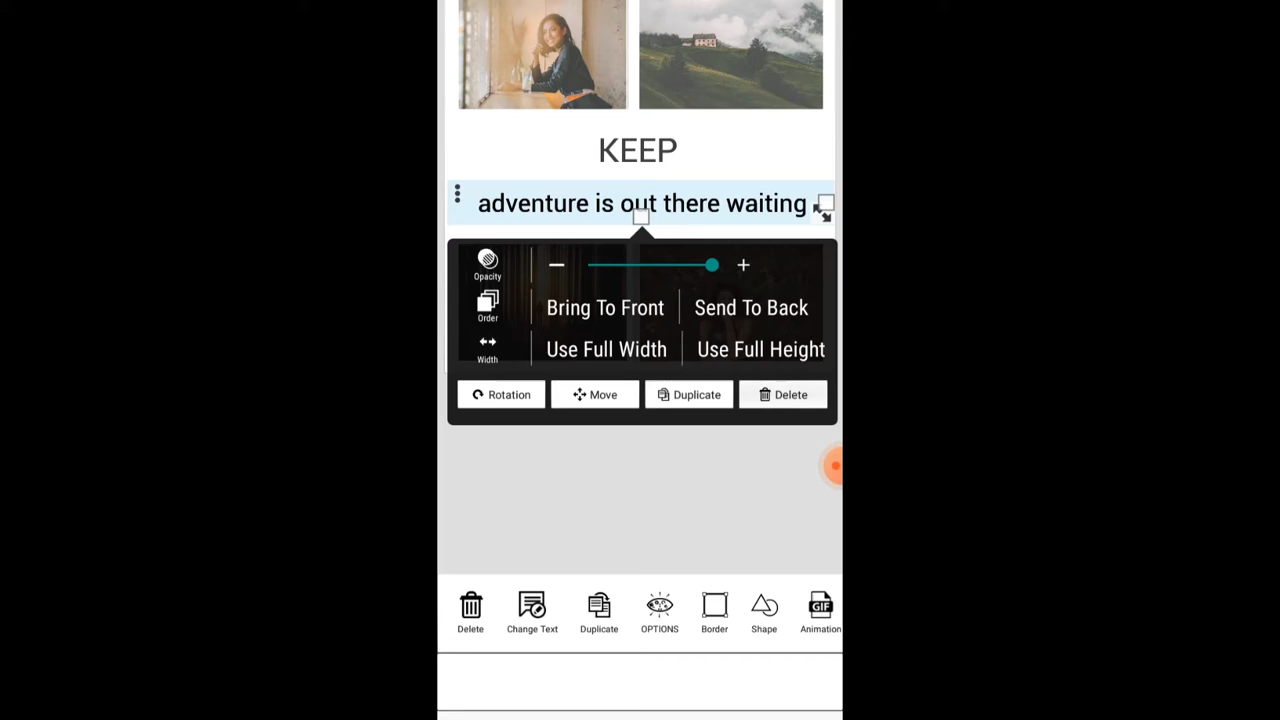 KEEP
adventure is out there waiting
Opacity
Order
Bring To Front
Send To Back
Width
Use Full Width
Use Full Height
Rotation
Move
Duplicate
Delete
Delete
Change Text
Duplicate
OPTIONS
Border
Shape
GIF
Animation